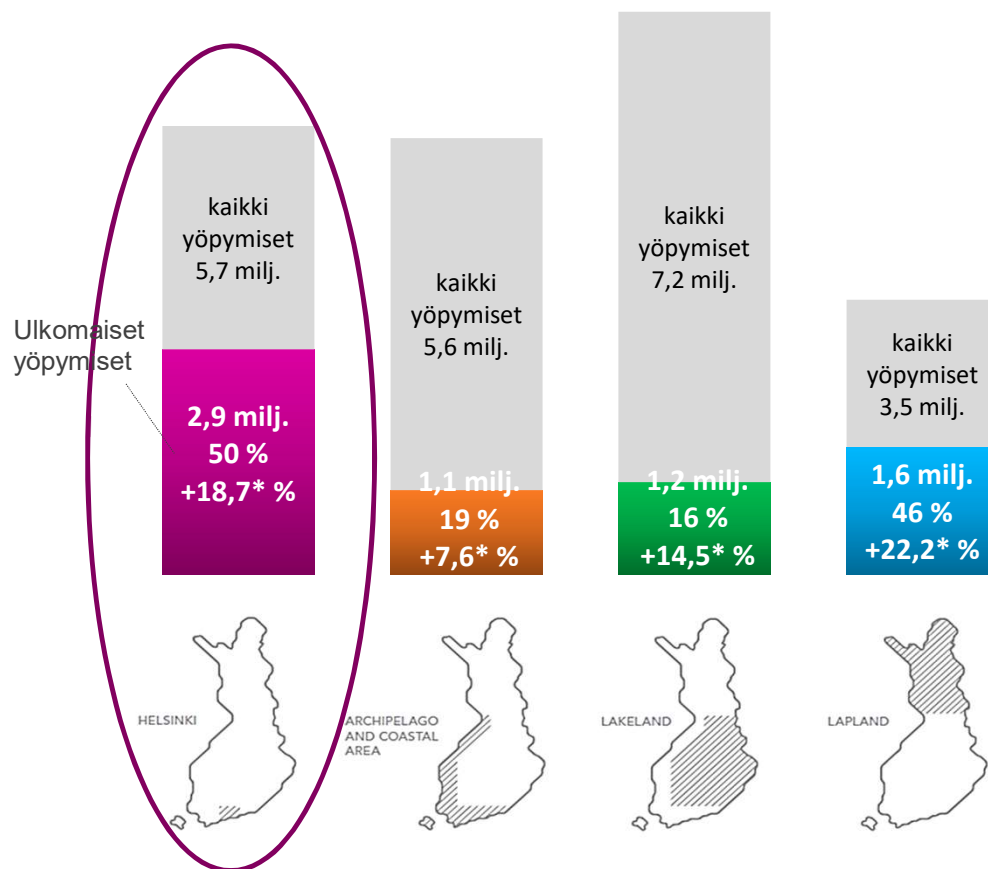 kaikki
yöpymiset
5,7 milj.
kaikki
yöpymiset
5,6 milj.
kaikki
yöpymiset
7,2 milj.
kaikki
yöpymiset
3,5 milj.
Ulkomaiset
yöpymiset
2,9 milj.
50 %
+18,7* %
1,1 milj.
19 %
+7,6* %
1,2 milj.
16 %
+14,5* %
1,6 milj.
46 %
+22,2* %
HELSINKI
ARCHIPELAGO
AND COASTAL
AREA
LAKELAND
LAPLAND